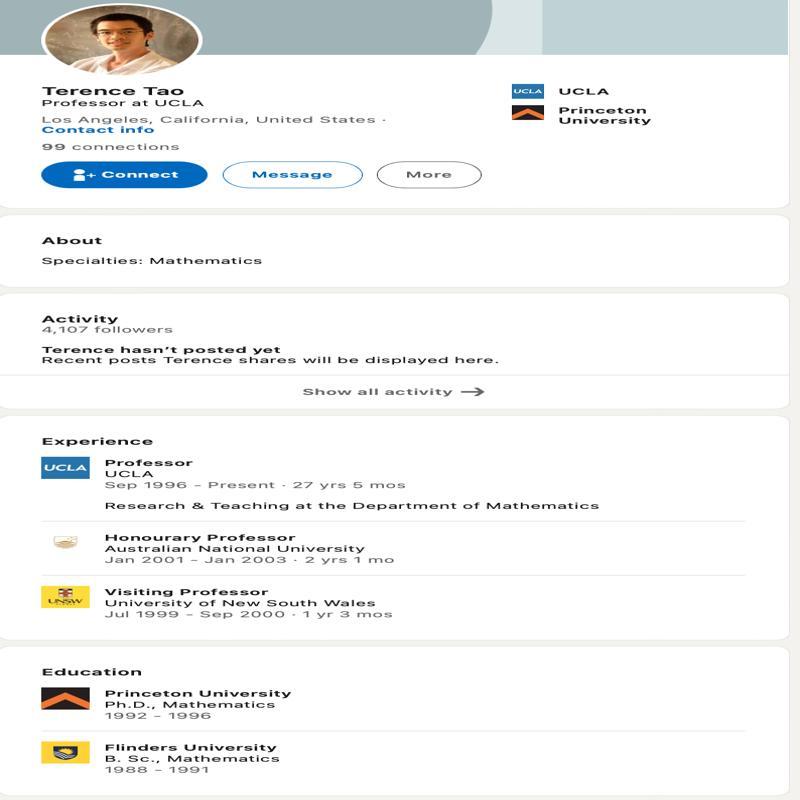 Terence Tao
Professor at UCLA
Los Angeles, California, United States ·
Contact info
99 connections
Connect
Message
More
UCLA UCLA
Princeton
University
About
Specialties: Mathematics
Activity
4,107 followers
Terence hasn't posted yet
Recent posts Terence shares will be displayed here.
Show all activity →
Experience
UCLA
Professor
UCLA
Sep 1996 - Present · 27 yrs 5 mos
Research & Teaching at the Department of Mathematics
Honourary Professor
Australian National University
Jan 2001 - Jan 2003 · 2 yrs 1 mo
UNSW
Visiting Professor
University of New South Wales
Jul 1999 - Sep 2000 · 1 yr 3 mos
Education
Princeton University
Ph.D., Mathematics
1992 - 1996
Flinders University
B. Sc., Mathematics
1988 - 1991